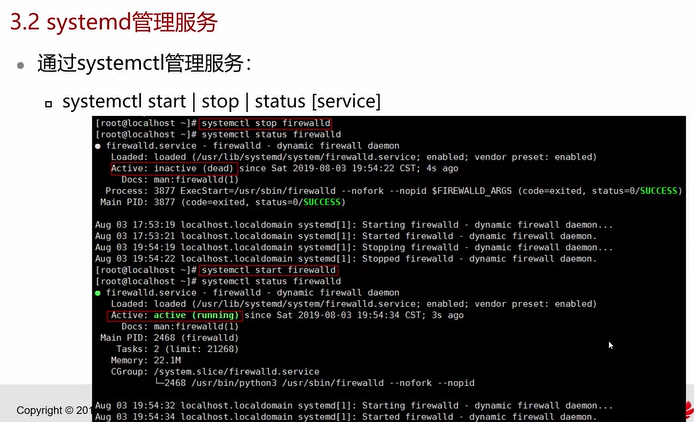 3.2 systemd管理服务
通过systemctl管理服务：
systemctl start | stop | status [service]
[root@localhost ~]# systemctl stop firewalld
[root@localhost ~]# systemctl status firewalld
● firewalld.service - firewalld - dynamic firewall daemon
Loaded: loaded (/usr/lib/systemd/system/firewalld.service; enabled; vendor preset: enabled)
Active: inactive (dead) since Sat 2019-08-03 19:54:22 CST; 4s ago
Docs: man:firewalld(1)
Process: 3877 ExecStart=/usr/sbin/firewalld --nofork --nopid $FIREWALLD_ARGS (code=exited, status=0/SUCCESS)
Main PID: 3877 (code=exited, status=0/SUCCESS)
Aug 03 17:53:19 localhost.localdomain systemd[1]: Starting firewalld - dynamic firewall daemon...
Aug 03 17:53:21 localhost.localdomain systemd[1]: Started firewalld - dynamic firewall daemon.
Aug 03 19:54:19 localhost.localdomain systemd[1]: Stopping firewalld - dynamic firewall daemon...
Aug 03 19:54:22 localhost.localdomain systemd[1]: Stopped firewalld - dynamic firewall daemon.
[root@localhost ~]# systemctl start firewalld
[root@localhost ~]# systemctl status firewalld
● firewalld.service - firewalld - dynamic firewall daemon
Loaded: loaded (/usr/lib/systemd/system/firewalld.service; enabled; vendor preset: enabled)
Active: active (running) since Sat 2019-08-03 19:54:34 CST; 3s ago
Docs: man:firewalld(1)
Main PID: 2468 (firewalld)
Tasks: 2 (limit: 21268)
Memory: 22.1M
CGroup: /system.slice/firewalld.service
└─2468 /usr/bin/python3 /usr/sbin/firewalld --nofork --nopid
Aug 03 19:54:32 localhost.localdomain systemd[1]: Starting firewalld - dynamic firewall daemon...
Aug 03 19:54:34 localhost.localdomain systemd[1]: Started firewalld - dynamic firewall daemon.
Copyright © 201